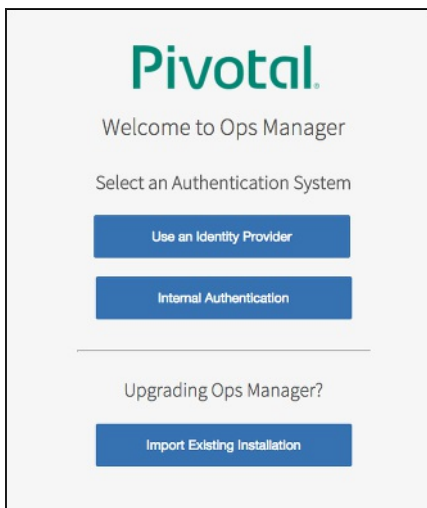 Pivotal.
Welcome to Ops Manager
Select an Authentication System
Use an Identity Provider
Internal Authentication
Upgrading Ops Manager?
Import Existing Installation